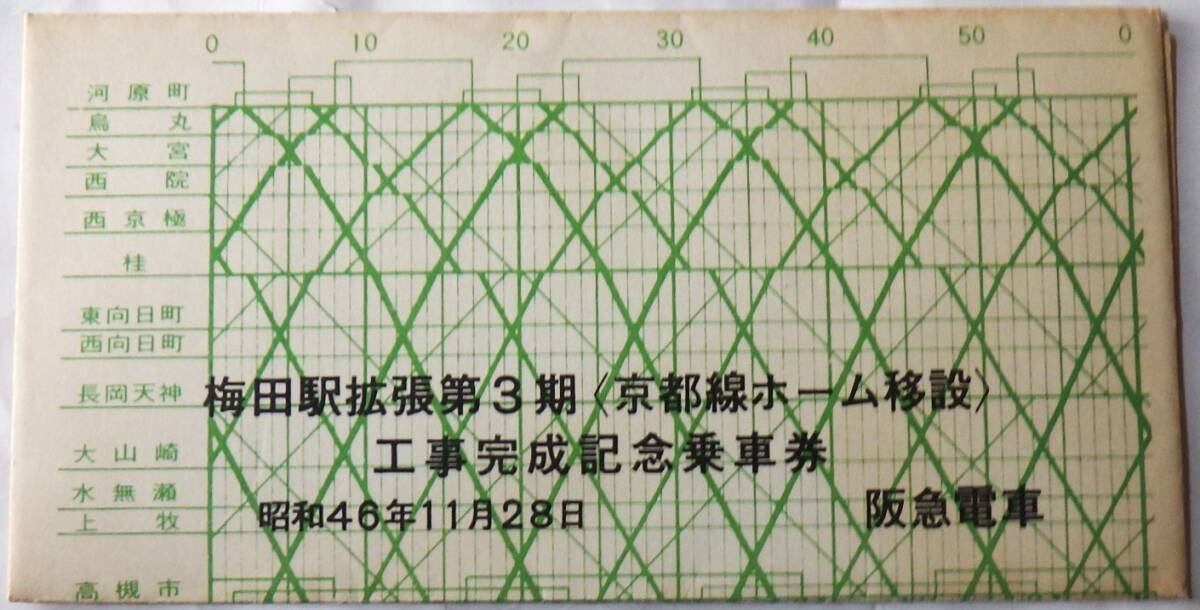 0 10 20 30 40 50 0
河原町
烏丸
大宮
西院
西京極
桂
東向日町
西向日町
長岡天神
梅田駅拡張第3期〈京都線ホーム移設〉
大山崎
工事完成記念乗車券
水無瀬
上牧
昭和46年11月28日
阪急電車
高槻市